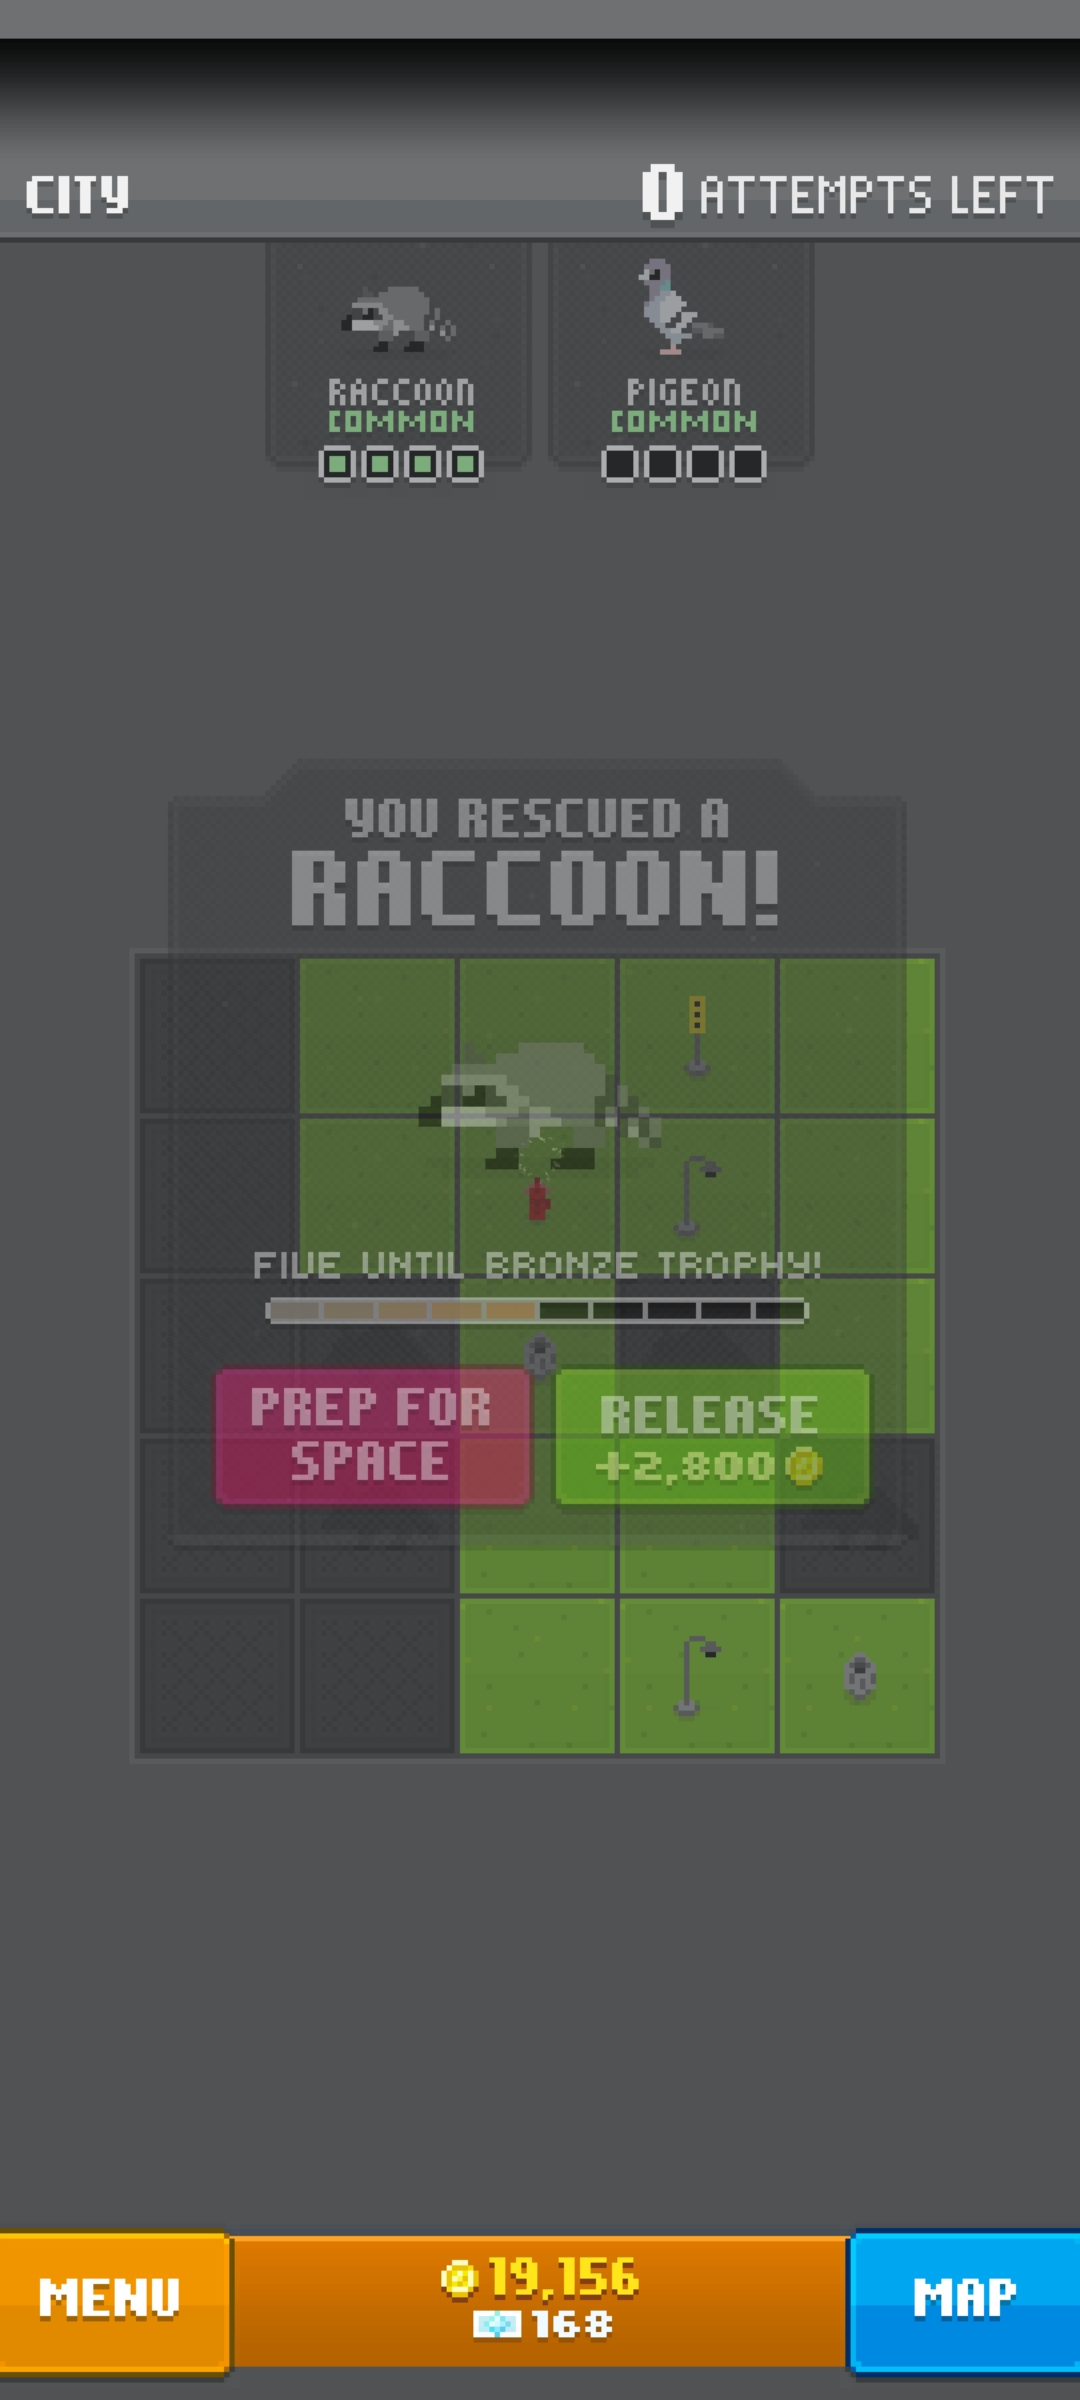 CITY
0 ATTEMPTS LEFT
RACCOON
COMMON
PIGEON
COMMON
YOU RESCUED A
RACCOON!
FIVE UNTIL BRONZE TROPHY!
PREP FOR
SPACE
RELEASE
+2,800
MENU
19,156
168
MAP